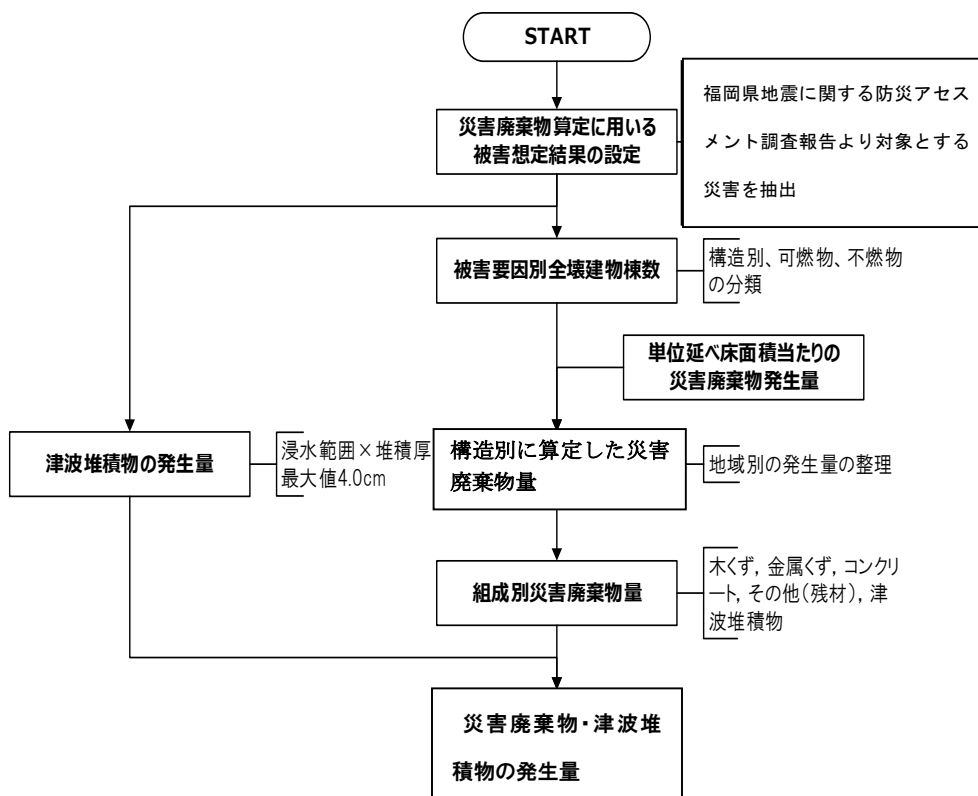 START
災害廃棄物算定に用いる
被害想定結果の設定
福岡県地震に関する防災アセス
メント調査報告より対象とする
災害を抽出
被害要因別全壊建物棟数
構造別、可燃物、不燃物
の分類
単位延べ床面積当たりの
災害廃棄物発生量
津波堆積物の発生量
浸水範囲×堆積厚
最大値4.0cm
構造別に算定した災害
廃棄物量
地域別の発生量の整理
組成別災害廃棄物量
木くず, 金属くず, コンクリ
ート, その他(残材), 津
波堆積物
災害廃棄物・津波堆
積物の発生量